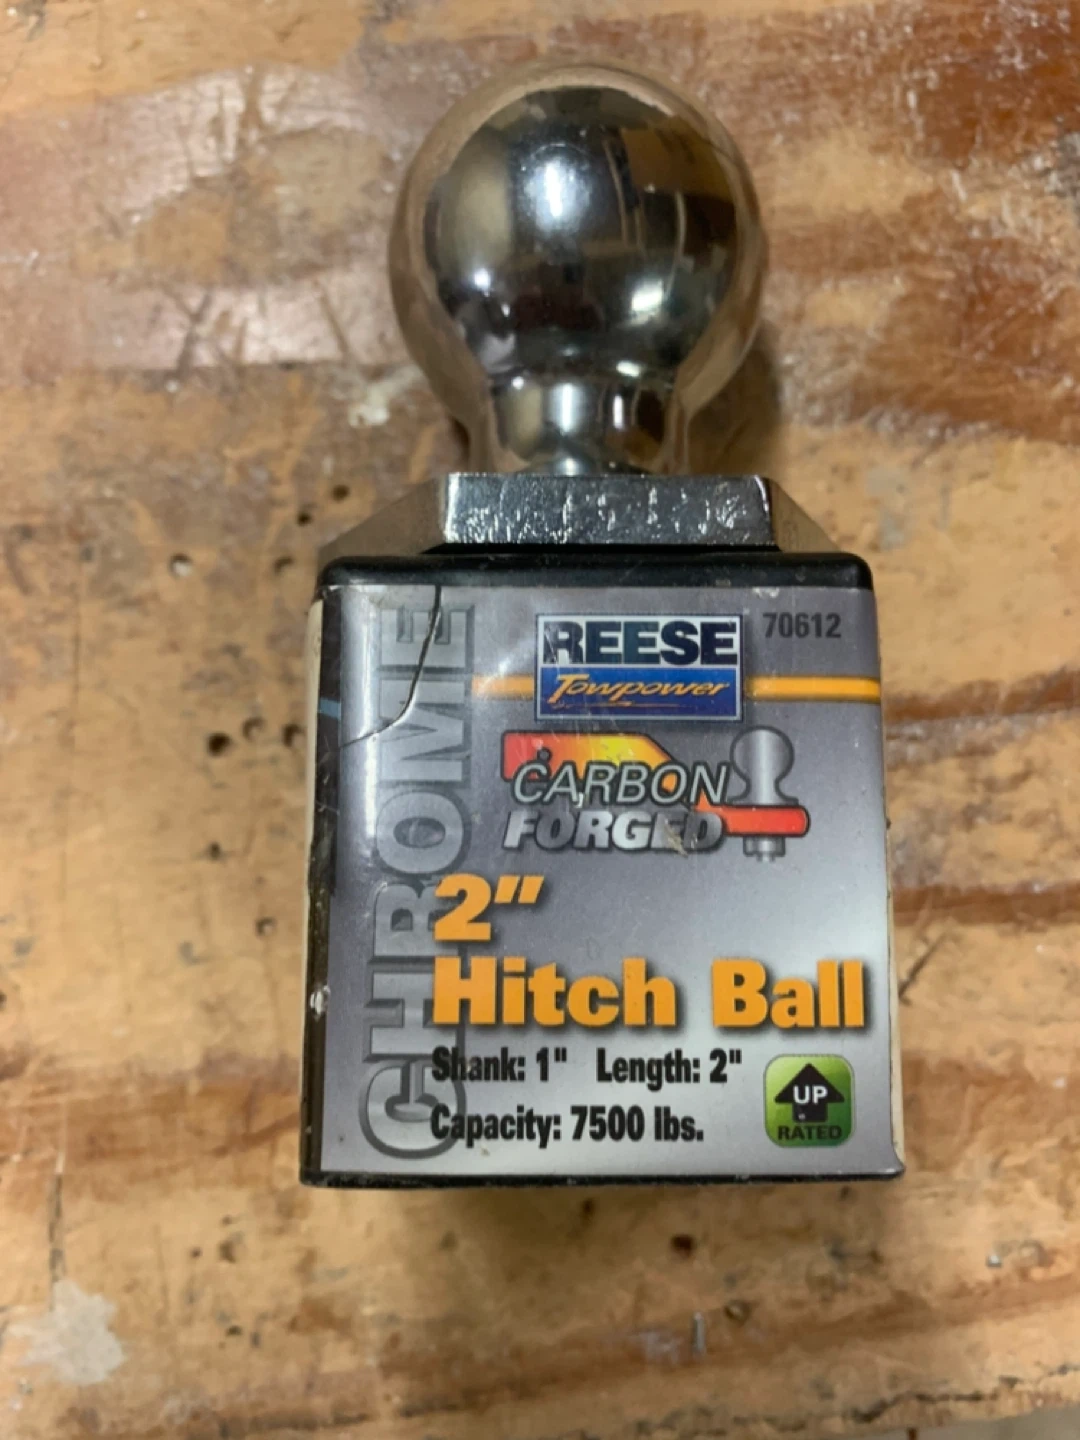 CHROME
REESE
Towpower
70612
CARBON
FORGED
2"
Hitch Ball
Shank: 1" Length: 2"
Capacity: 7500 lbs.
UP
RATED